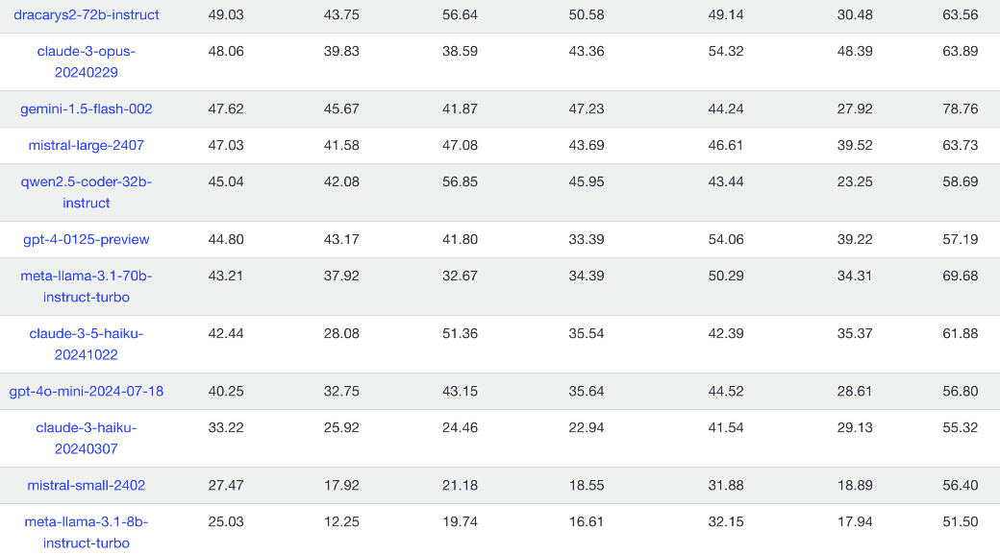 dracarys2-72b-instruct 49.03 43.75 56.64 50.58 49.14 30.48 63.56
claude-3-opus-
20240229 48.06 39.83 38.59 43.36 54.32 48.39 63.89
gemini-1.5-flash-002 47.62 45.67 41.87 47.23 44.24 27.92 78.76
mistral-large-2407 47.03 41.58 47.08 43.69 46.61 39.52 63.73
qwen2.5-coder-32b-
instruct 45.04 42.08 56.85 45.95 43.44 23.25 58.69
gpt-4-0125-preview 44.80 43.17 41.80 33.39 54.06 39.22 57.19
meta-llama-3.1-70b-
instruct-turbo 43.21 37.92 32.67 34.39 50.29 34.31 69.68
claude-3-5-haiku-
20241022 42.44 28.08 51.36 35.54 42.39 35.37 61.88
gpt-4o-mini-2024-07-18 40.25 32.75 43.15 35.64 44.52 28.61 56.80
claude-3-haiku-
20240307 33.22 25.92 24.46 22.94 41.54 29.13 55.32
mistral-small-2402 27.47 17.92 21.18 18.55 31.88 18.89 56.40
meta-llama-3.1-8b-
instruct-turbo 25.03 12.25 19.74 16.61 32.15 17.94 51.50